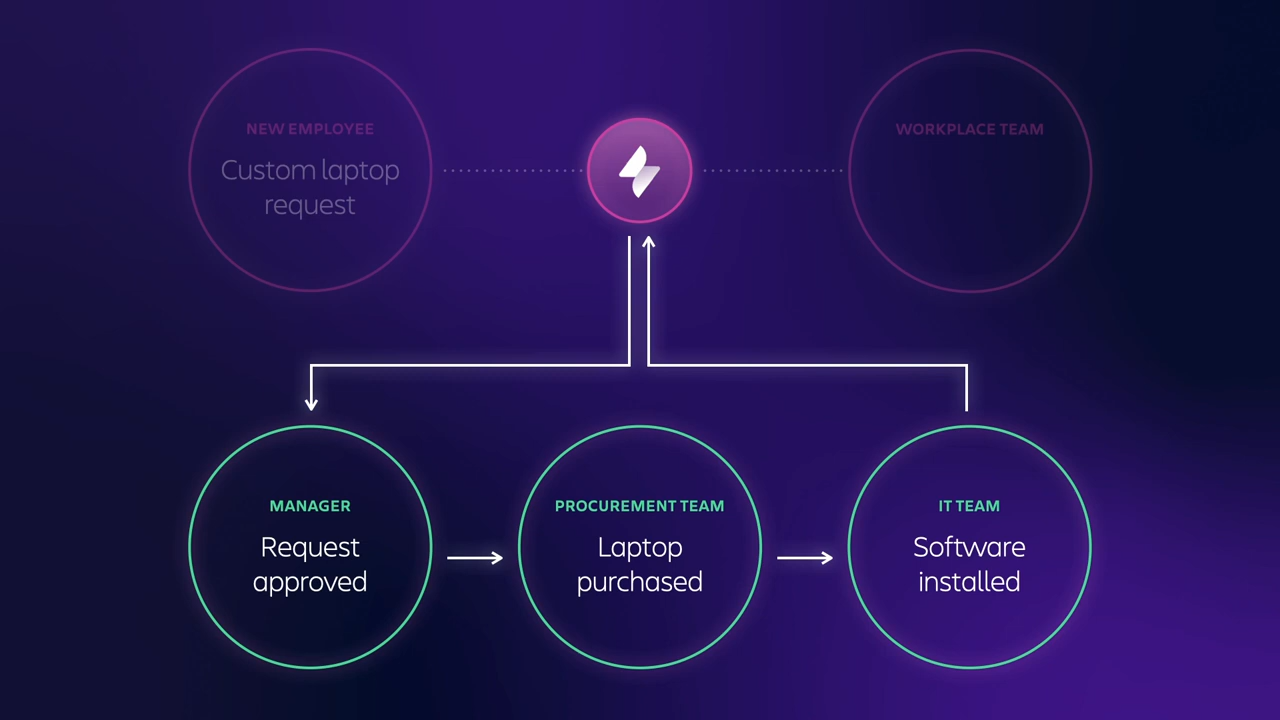 NEW EMPLOYEE
Custom laptop
request
WORKPLACE TEAM
MANAGER
Request
approved
PROCUREMENT TEAM
Laptop
purchased
IT TEAM
Software
installed